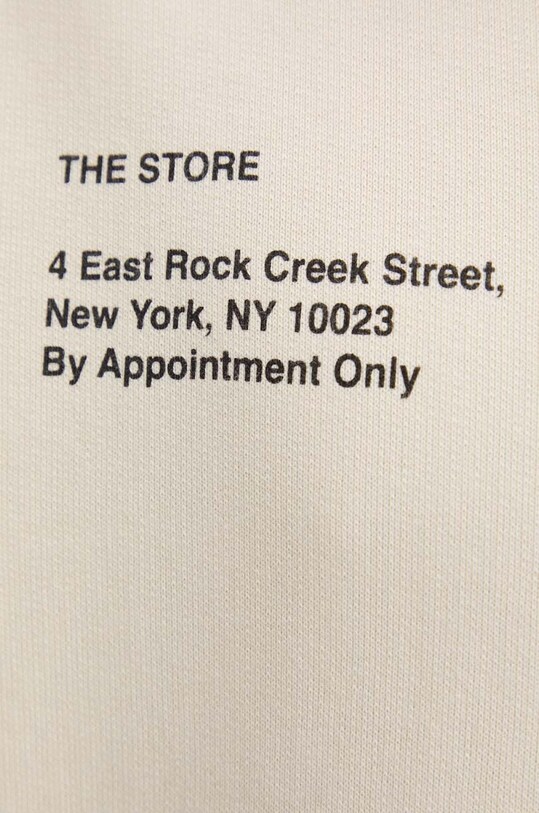 THE STORE
4 East Rock Creek Street,
New York, NY 10023
By Appointment Only